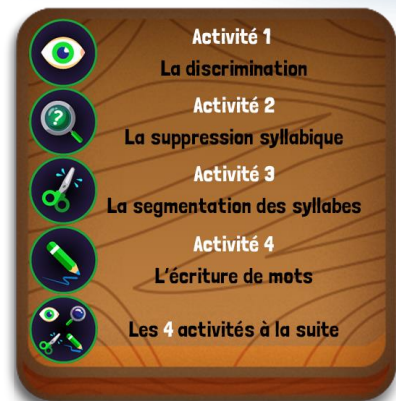 Activité 1
La discrimination
Activité 2
?
La suppression syllabique
Activité 3
La segmentation des syllabes
Activité 4
L'écriture de mots
Les 4 activités à la suite